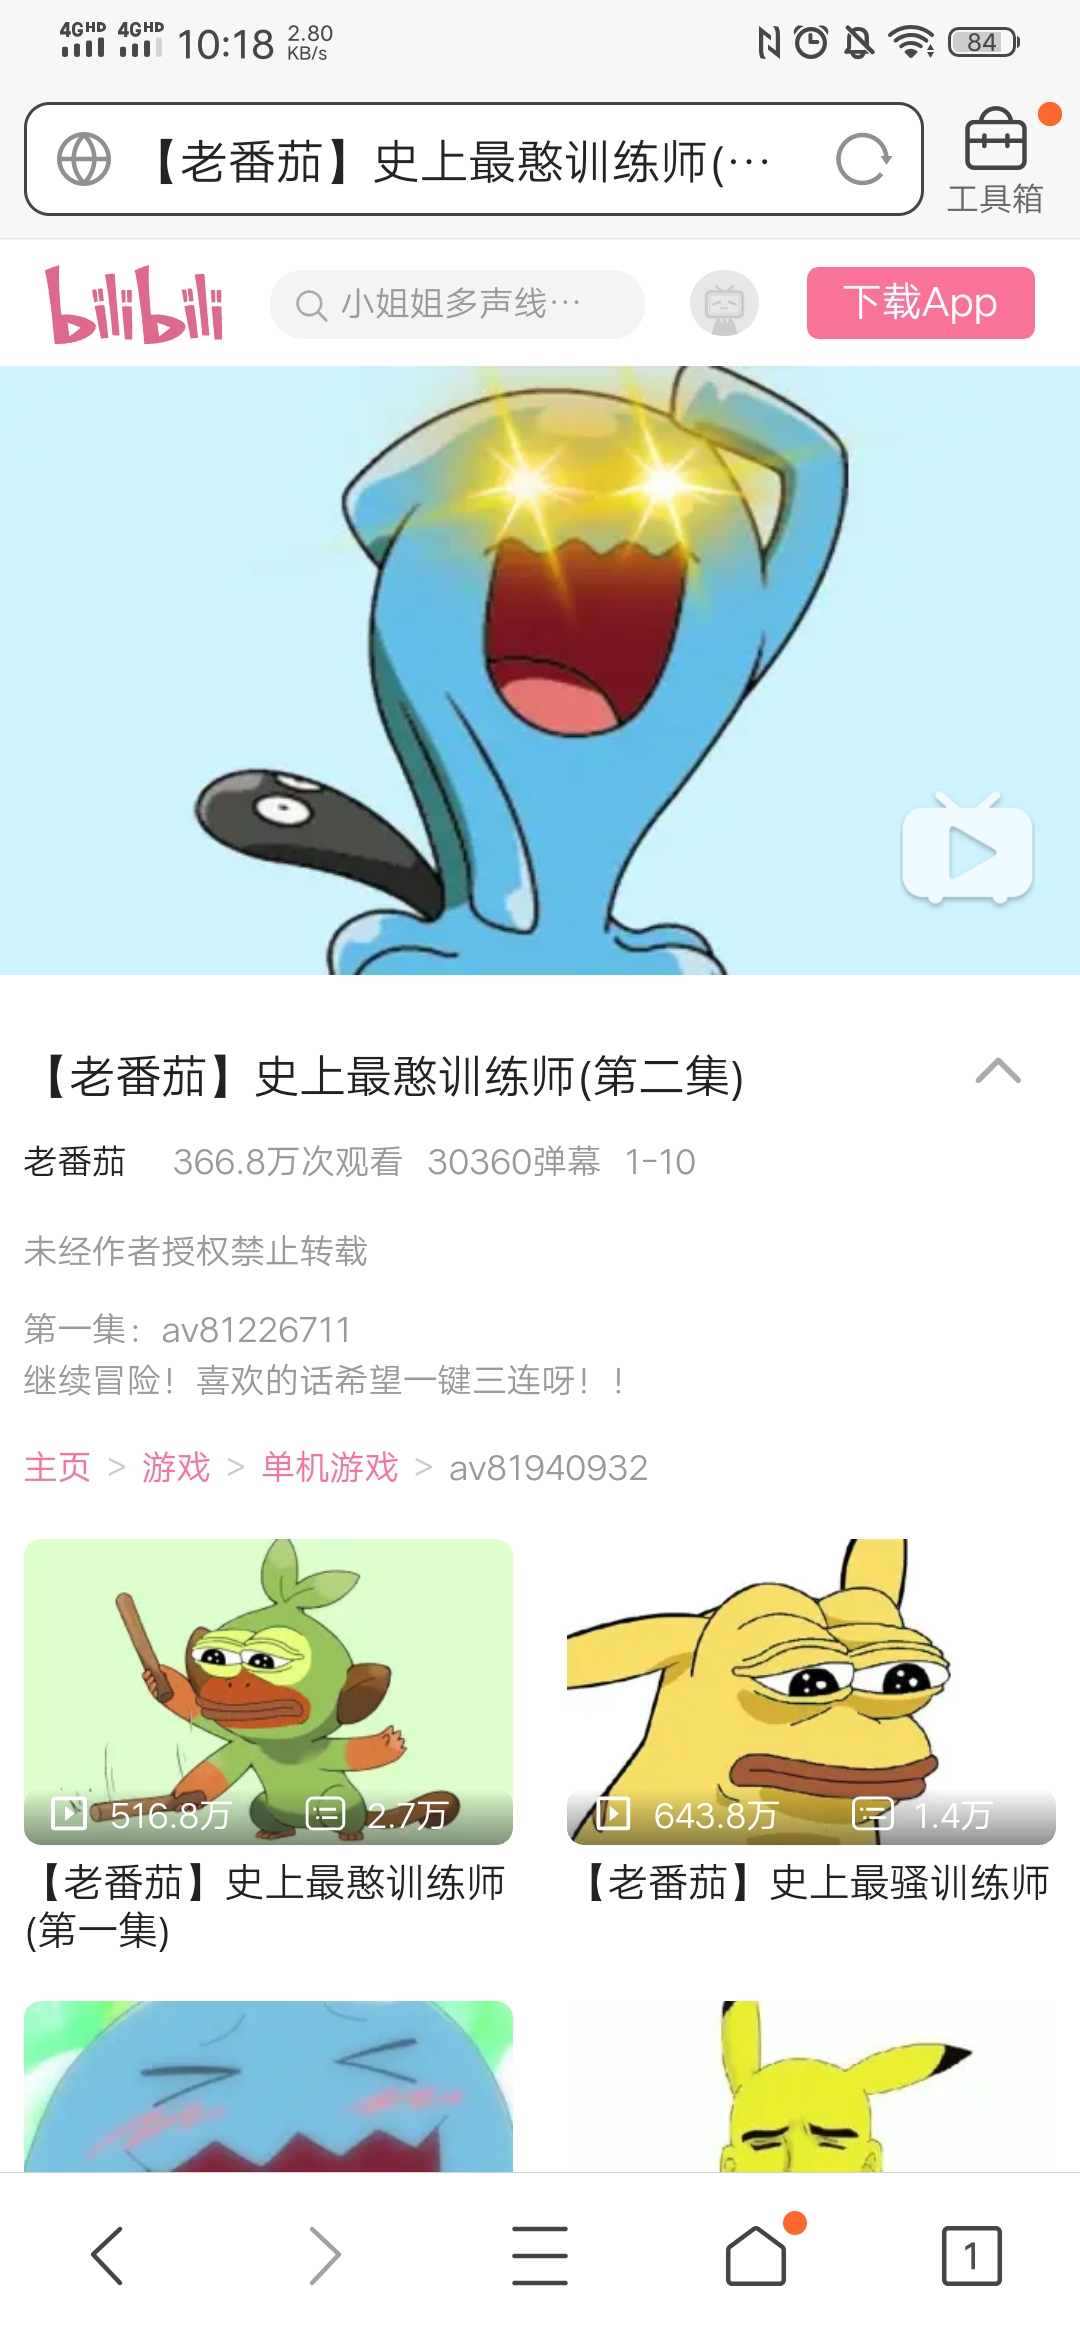 4GHD 4GHD 10:18 2.80 KB/s 84
【老番茄】史上最憨训练师(…
工具箱
bilibili 小姐姐多声线… 下载App
【老番茄】史上最憨训练师(第二集)
老番茄 366.8万次观看 30360弹幕 1-10
未经作者授权禁止转载
第一集：av81226711
继续冒险！喜欢的话希望一键三连呀！！
主页 > 游戏 > 单机游戏 > av81940932
516.8万 2.7万
643.8万 1.4万
【老番茄】史上最憨训练师
(第一集)
【老番茄】史上最骚训练师
1